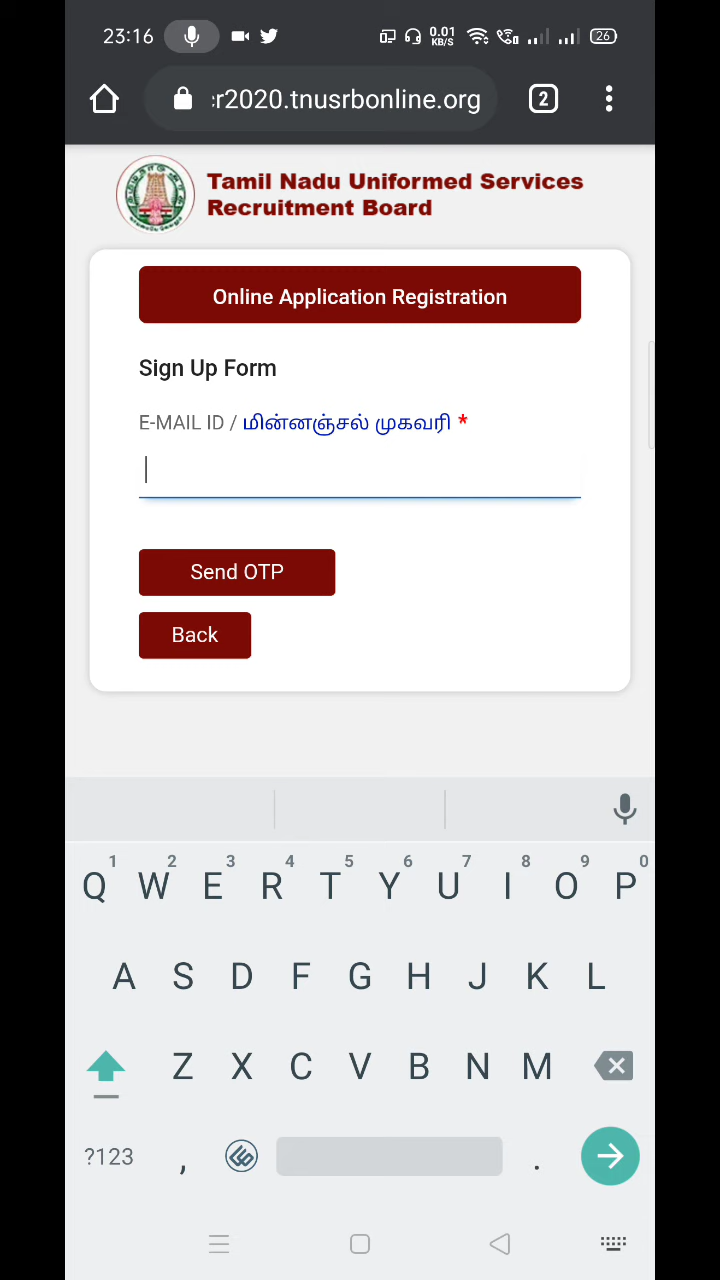 23:16
0.01
KB/S
26
r2020.tnusrbonline.org
2
Tamil Nadu Uniformed Services
Recruitment Board
Online Application Registration
Sign Up Form
E-MAIL ID / மின்னஞ்சல் முகவரி *
Send OTP
Back
1 2 3 4 5 6 7 8 9 0
Q W E R T Y U I O P
A S D F G H J K L
Z X C V B N M
?123 , .